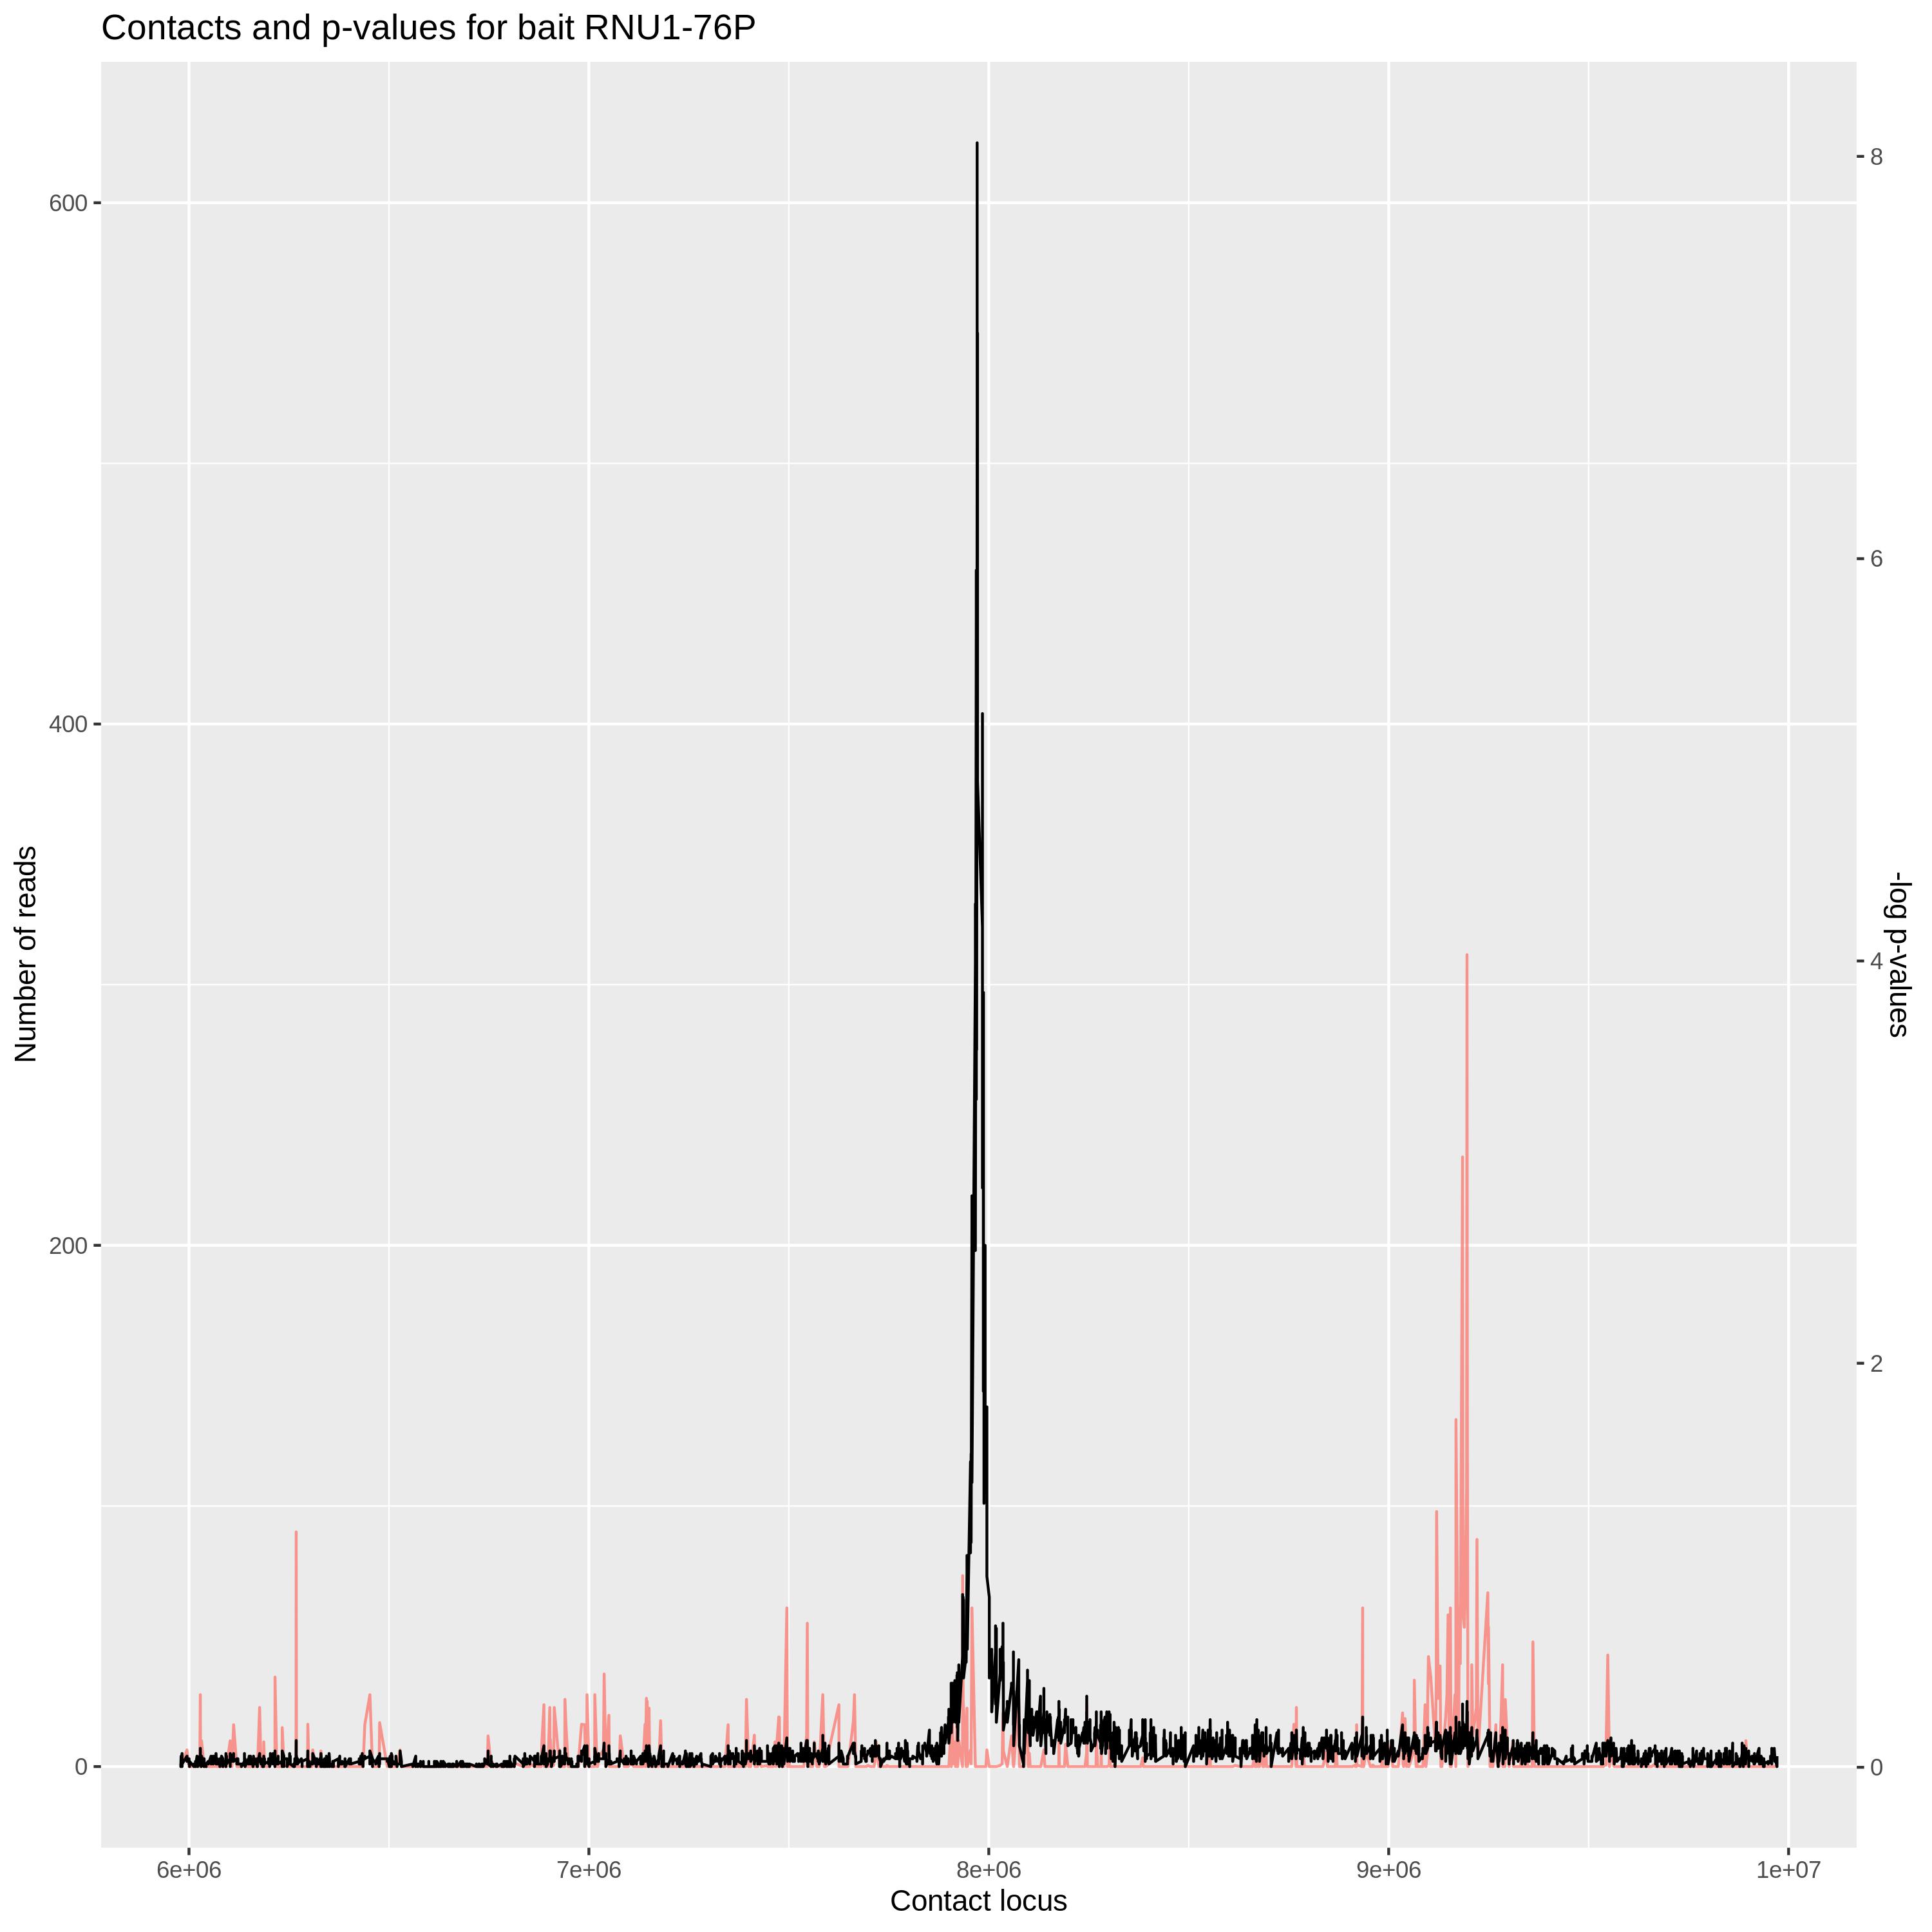 Contacts and p-values for bait RNU1-76P
600
400
200
0
Number of reads
8
6
4
2
0
-log p-values
6e+06
7e+06
8e+06
9e+06
1e+07
Contact locus